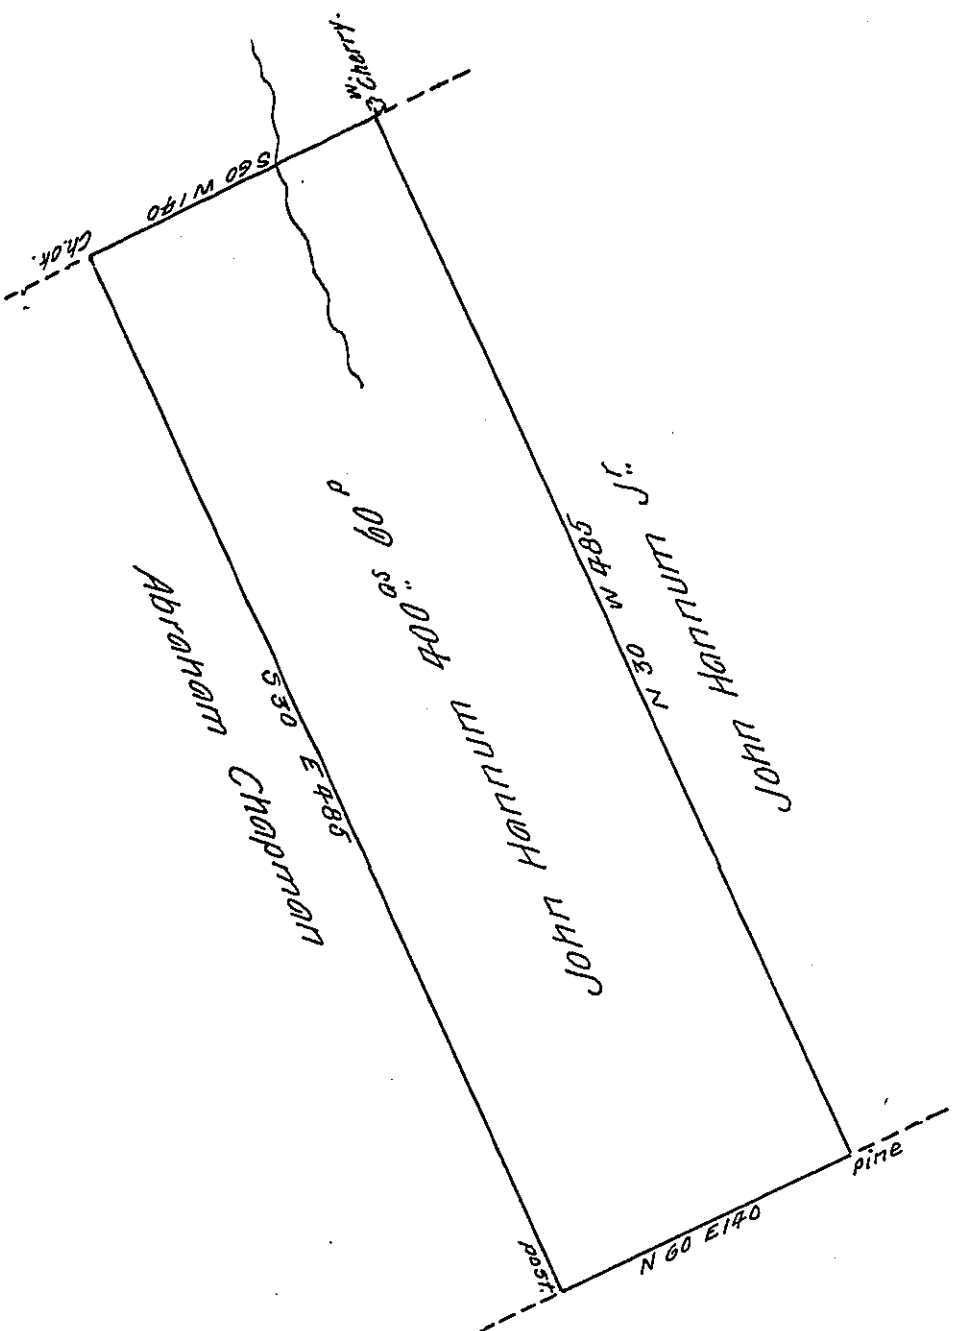 W. Cherry.
S 60 W 140
Ch. ok.
N 30 W 485
John Hannum Jr.
John Hannum 400 as 60 p
S 30 E 485
Abraham Chapman
pine
N 60 E 140
post.